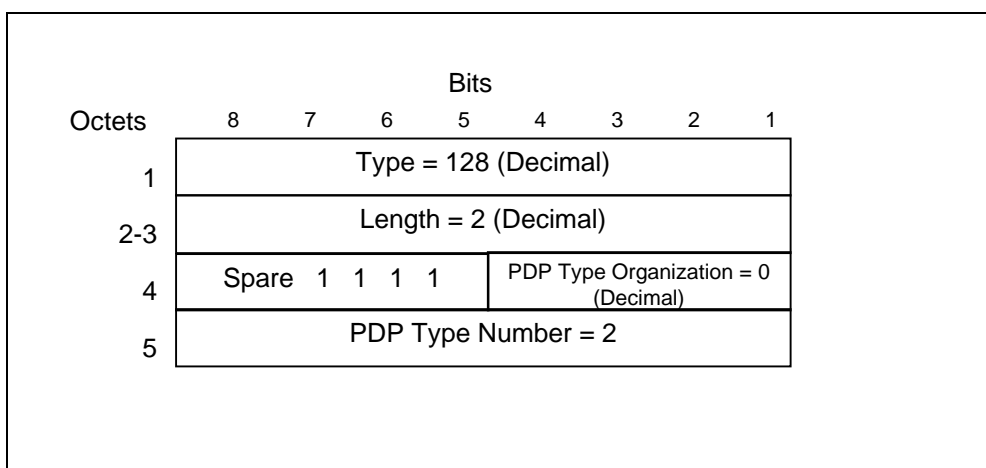 Bits
Octets 8 7 6 5 4 3 2 1
1 Type = 128 (Decimal)
2-3 Length = 2 (Decimal)
4 Spare 1 1 1 1 PDP Type Organization = 0
(Decimal)
5 PDP Type Number = 2